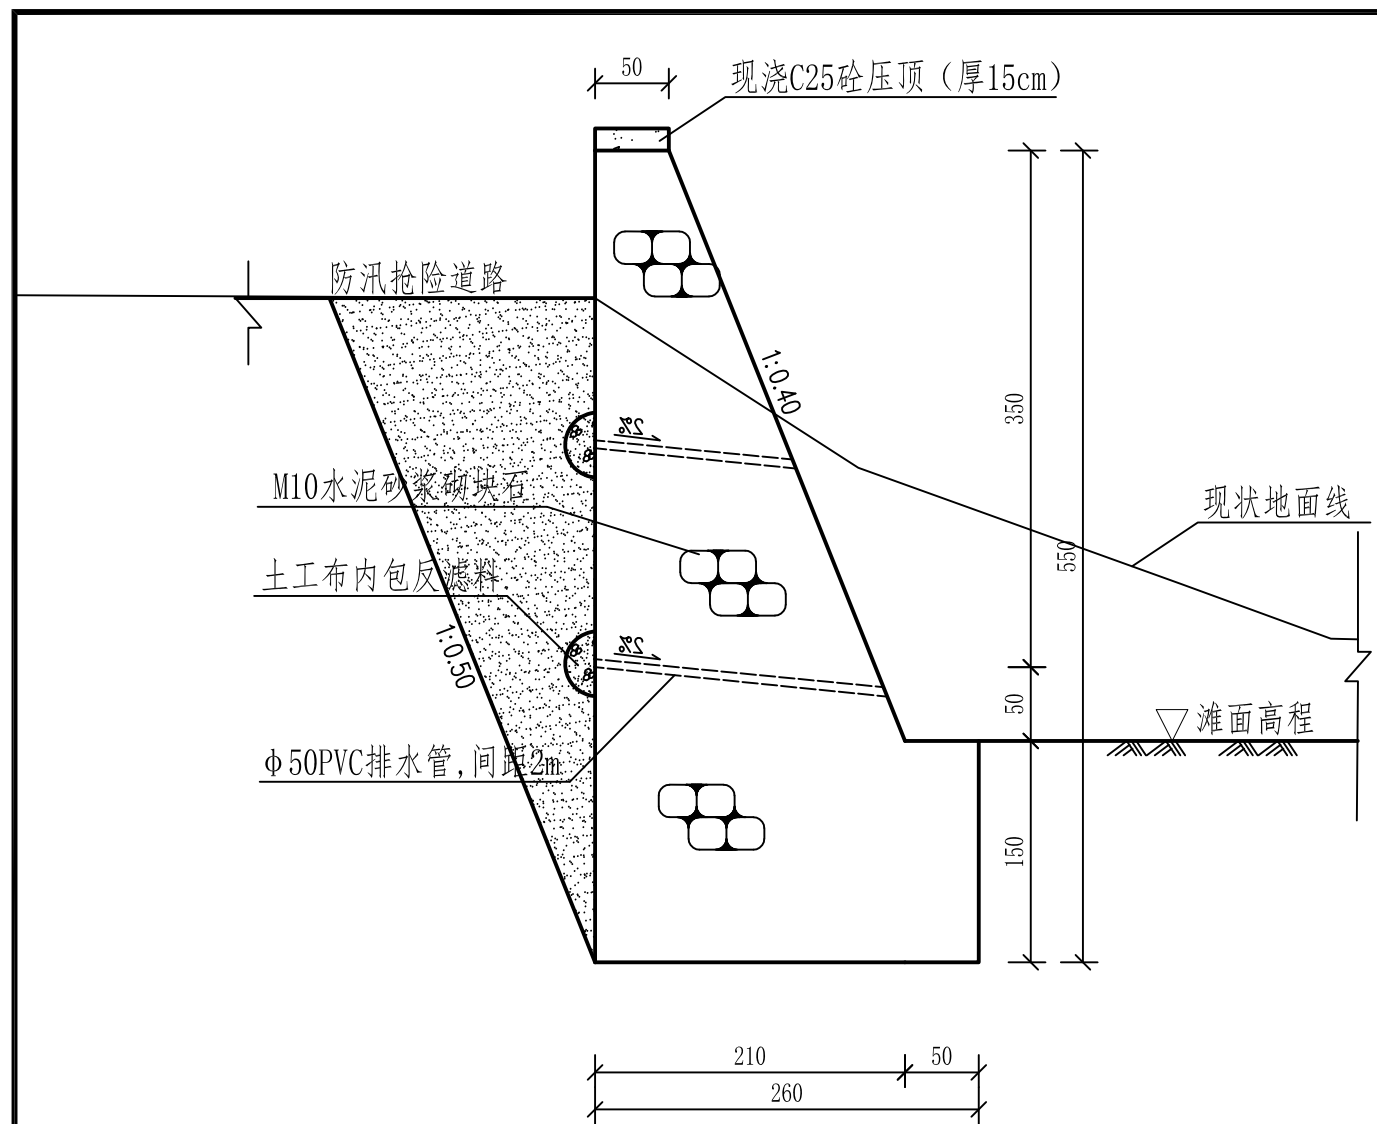 50
现浇C25砼压顶（厚15cm）
防汛抢险道路
1:0.40
350
2%
M10水泥砂浆砌块石
现状地面线
550
土工布内包反滤料
1:0.50
2%
50
滩面高程
φ50PVC排水管,间距2m
150
210
50
260